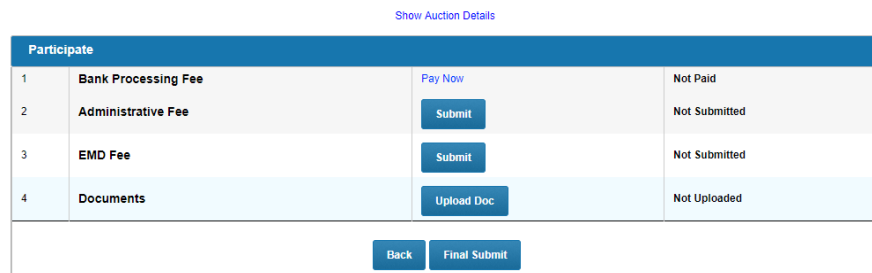 Show Auction Details
Participate
1 Bank Processing Fee Pay Now Not Paid
2 Administrative Fee Submit Not Submitted
3 EMD Fee Submit Not Submitted
4 Documents Upload Doc Not Uploaded
Back Final Submit